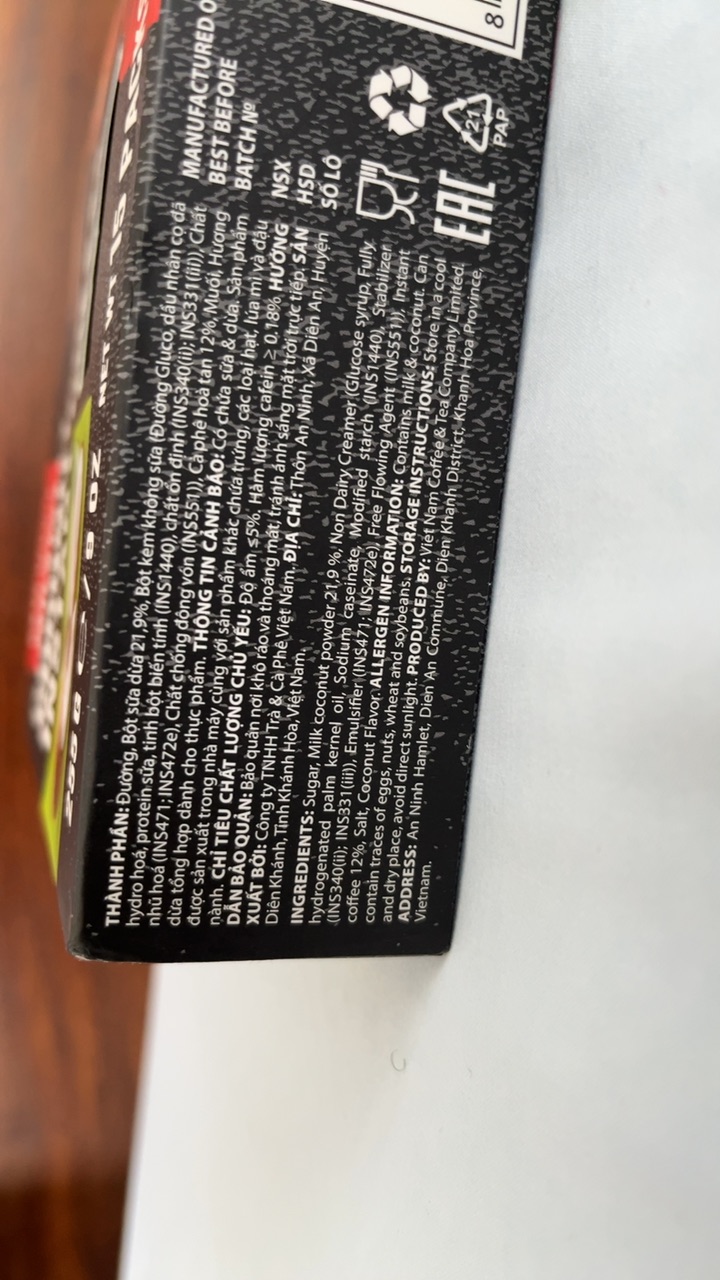 NET WT 15 PACKS
THÀNH PHẦN: Đường, Bột sữa dừa 21,9%, Bột kem không sữa (Đường Gluco, dầu nhân cọ đã
hydro hoá, protein sữa, tinh bột biến tính (INS1440), chất ổn định (INS340(ii); INS331(iii)), Chất
nhũ hoá (INS471; INS472e), Chất chống đông vón (INS551)), Cà phê hoà tan 12%, Muối, Hương
dừa tổng hợp dành cho thực phẩm. THÔNG TIN CẢNH BÁO: Có chứa sữa & dừa. Sản phẩm
được sản xuất trong nhà máy cùng với sản phẩm khác chứa trứng, các loại hạt, lúa mì và đậu
nành. CHỈ TIÊU CHẤT LƯỢNG CHỦ YẾU: Độ ẩm ≤5%, Hàm lượng cafein ≥ 0.18% HƯỚNG
DẪN BẢO QUẢN: Bảo quản nơi khô ráo và thoáng mát, tránh ánh sáng mặt trời trực tiếp. SẢN
XUẤT BỞI: Công ty TNHH Trà & Cà Phê Việt Nam, ĐỊA CHỈ: Thôn An Ninh, Xã Diên An, Huyện
Diên Khánh, Tỉnh Khánh Hòa, Việt Nam.
INGREDIENTS: Sugar, Milk coconut powder 21,9 %, Non Dairy Creamer (Glucose syrup, Fully
hydrogenated palm kernel oil, Sodium caseinate, Modified starch (INS1440), Stabilizer
(INS340(ii); INS331(iii)), Emulsifier (INS471; INS472e), Free Flowing Agent (INS551)), Instant
coffee 12%, Salt, Coconut Flavor. ALLERGEN INFORMATION: Contains milk & coconut. Can
contain traces of eggs, nuts, wheat and soybeans. STORAGE INSTRUCTIONS: Store in a cool
and dry place, avoid direct sunlight. PRODUCED BY: Viet Nam Coffee & Tea Company Limited,
ADDRESS: An Ninh Hamlet, Dien An Commune, Dien Khanh District, Khanh Hoa Province,
Vietnam.
MANUFACTURED O
BEST BEFORE
BATCH №
NSX
HSD
SỐ LÔ
EAC
21
PAP
8